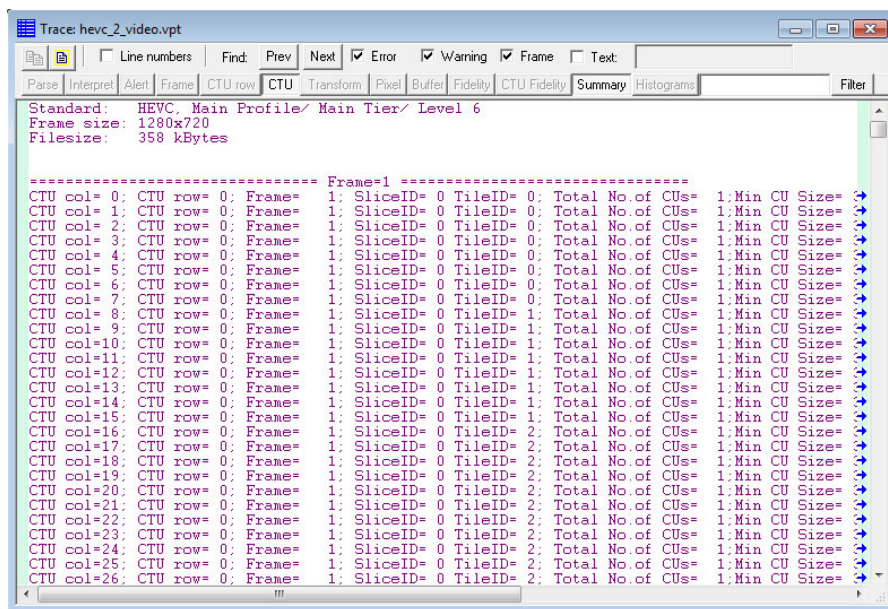 Trace: hevc_2_video.vpt
Line numbers Find: Prev Next Error Warning Frame Text:
Parse Interpret Alert Frame CTU row CTU Transform Pixel Buffer Fidelity CTU Fidelity Summary Histograms Filter
Standard: HEVC, Main Profile/ Main Tier/ Level 6
Frame size: 1280x720
Filesize: 358 kBytes
================================ Frame=1 ================================
CTU col= 0; CTU row= 0; Frame= 1; SliceID= 0 TileID= 0; Total No.of CUs= 1;Min CU Size=
CTU col= 1; CTU row= 0; Frame= 1; SliceID= 0 TileID= 0; Total No.of CUs= 1;Min CU Size=
CTU col= 2; CTU row= 0; Frame= 1; SliceID= 0 TileID= 0; Total No.of CUs= 1;Min CU Size=
CTU col= 3; CTU row= 0; Frame= 1; SliceID= 0 TileID= 0; Total No.of CUs= 1;Min CU Size=
CTU col= 4; CTU row= 0; Frame= 1; SliceID= 0 TileID= 0; Total No.of CUs= 1;Min CU Size=
CTU col= 5; CTU row= 0; Frame= 1; SliceID= 0 TileID= 0; Total No.of CUs= 1;Min CU Size=
CTU col= 6; CTU row= 0; Frame= 1; SliceID= 0 TileID= 0; Total No.of CUs= 1;Min CU Size=
CTU col= 7; CTU row= 0; Frame= 1; SliceID= 0 TileID= 0; Total No.of CUs= 1;Min CU Size=
CTU col= 8; CTU row= 0; Frame= 1; SliceID= 0 TileID= 1; Total No.of CUs= 1;Min CU Size=
CTU col= 9; CTU row= 0; Frame= 1; SliceID= 0 TileID= 1; Total No.of CUs= 1;Min CU Size=
CTU col=10; CTU row= 0; Frame= 1; SliceID= 0 TileID= 1; Total No.of CUs= 1;Min CU Size=
CTU col=11; CTU row= 0; Frame= 1; SliceID= 0 TileID= 1; Total No.of CUs= 1;Min CU Size=
CTU col=12; CTU row= 0; Frame= 1; SliceID= 0 TileID= 1; Total No.of CUs= 1;Min CU Size=
CTU col=13; CTU row= 0; Frame= 1; SliceID= 0 TileID= 1; Total No.of CUs= 1;Min CU Size=
CTU col=14; CTU row= 0; Frame= 1; SliceID= 0 TileID= 1; Total No.of CUs= 1;Min CU Size=
CTU col=15; CTU row= 0; Frame= 1; SliceID= 0 TileID= 1; Total No.of CUs= 1;Min CU Size=
CTU col=16; CTU row= 0; Frame= 1; SliceID= 0 TileID= 2; Total No.of CUs= 1;Min CU Size=
CTU col=17; CTU row= 0; Frame= 1; SliceID= 0 TileID= 2; Total No.of CUs= 1;Min CU Size=
CTU col=18; CTU row= 0; Frame= 1; SliceID= 0 TileID= 2; Total No.of CUs= 1;Min CU Size=
CTU col=19; CTU row= 0; Frame= 1; SliceID= 0 TileID= 2; Total No.of CUs= 1;Min CU Size=
CTU col=20; CTU row= 0; Frame= 1; SliceID= 0 TileID= 2; Total No.of CUs= 1;Min CU Size=
CTU col=21; CTU row= 0; Frame= 1; SliceID= 0 TileID= 2; Total No.of CUs= 1;Min CU Size=
CTU col=22; CTU row= 0; Frame= 1; SliceID= 0 TileID= 2; Total No.of CUs= 1;Min CU Size=
CTU col=23; CTU row= 0; Frame= 1; SliceID= 0 TileID= 2; Total No.of CUs= 1;Min CU Size=
CTU col=24; CTU row= 0; Frame= 1; SliceID= 0 TileID= 2; Total No.of CUs= 1;Min CU Size=
CTU col=25; CTU row= 0; Frame= 1; SliceID= 0 TileID= 2; Total No.of CUs= 1;Min CU Size=
CTU col=26; CTU row= 0; Frame= 1; SliceID= 0 TileID= 2; Total No.of CUs= 1;Min CU Size=